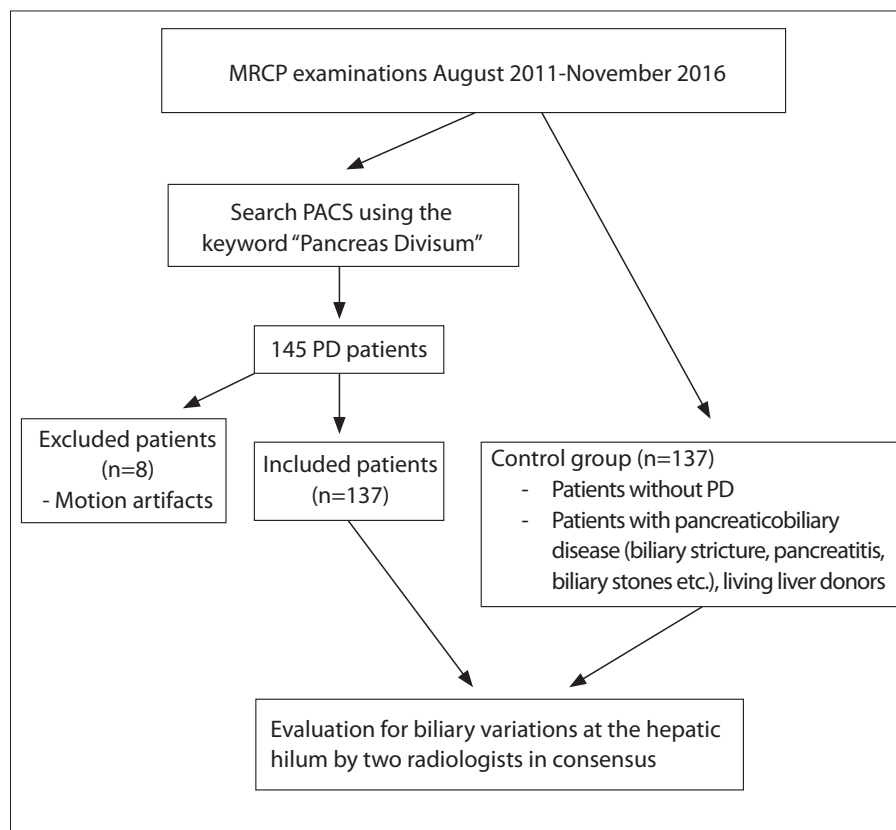 MRCP examinations August 2011-November 2016
Search PACS using the
keyword “Pancreas Divisum”
145 PD patients
Excluded patients
(n=8)
- Motion artifacts
Included patients
(n=137)
Control group (n=137)
- Patients without PD
- Patients with pancreaticobiliary
disease (biliary stricture, pancreatitis,
biliary stones etc.), living liver donors
Evaluation for biliary variations at the hepatic
hilum by two radiologists in consensus